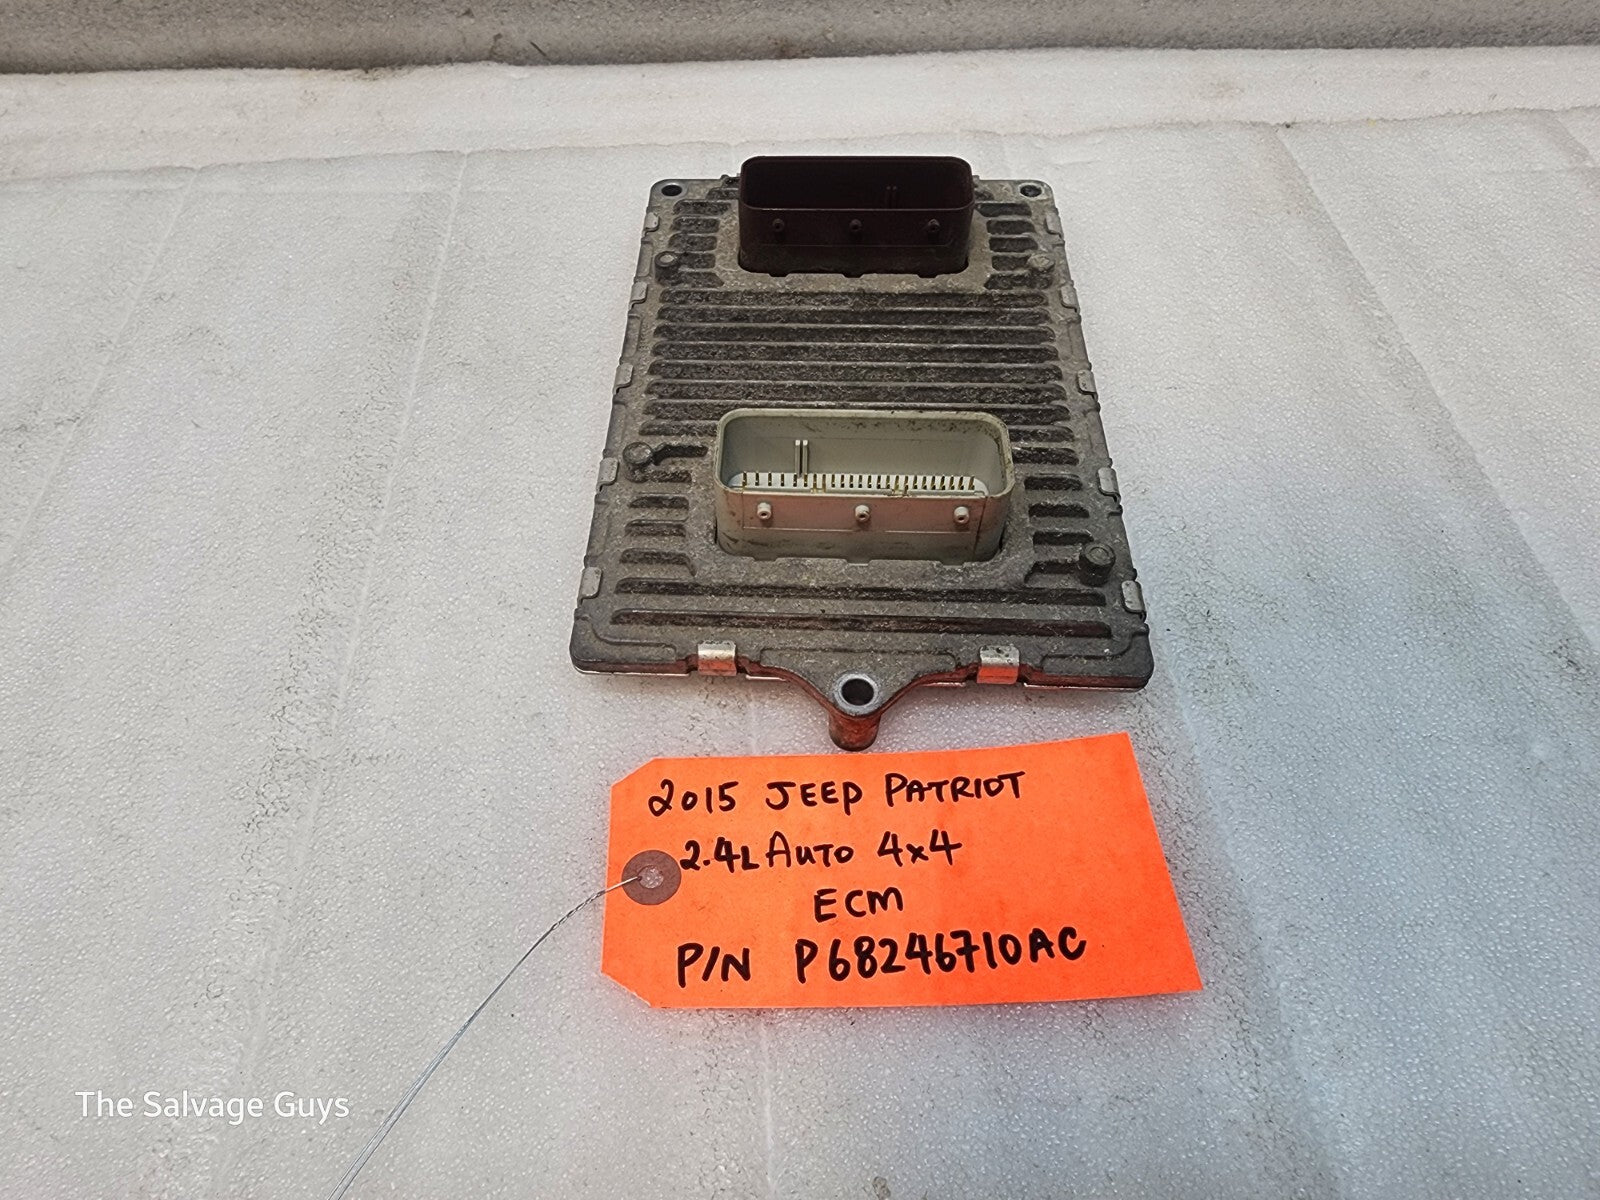 2015 JEEP PATRIOT
2.4L AUTO 4x4
ECM
P/N P68246710AC
The Salvage Guys